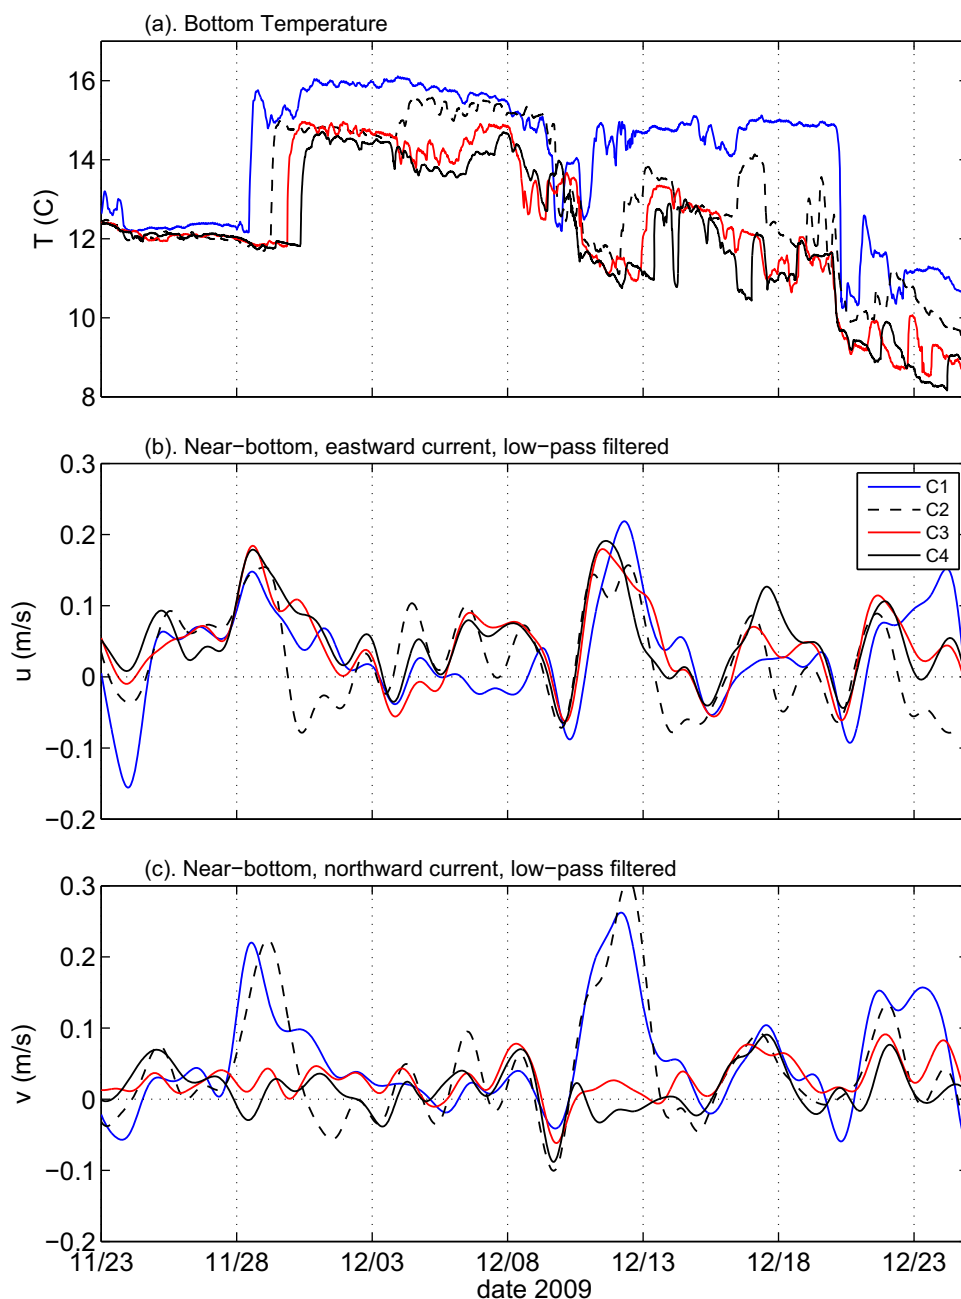 (a). Bottom Temperature
16
14
12
10
8
T (C)
(b). Near−bottom, eastward current, low−pass filtered
0.3
0.2
0.1
0
−0.1
−0.2
u (m/s)
C1
C2
C3
C4
(c). Near−bottom, northward current, low−pass filtered
0.3
0.2
0.1
0
−0.1
−0.2
v (m/s)
11/23 11/28 12/03 12/08 12/13 12/18 12/23
date 2009